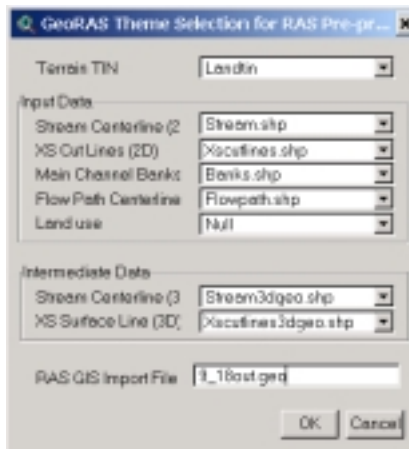 GeoRAS Theme Selection for RAS Pre-pr...
Terrain TIN Landtin
Input Data
Stream Centerline (2 Stream.shp
XS Cut Lines (2D) Xscutlines.shp
Main Channel Banks Banks.shp
Flow Path Centerline Flowpath.shp
Land use Null
Intermediate Data
Stream Centerline (3 Stream3dgeo.shp
XS Surface Line (3D) Xscutlines3dgeo.shp
RAS GIS Import File 9_18out.geo
OK Cancel